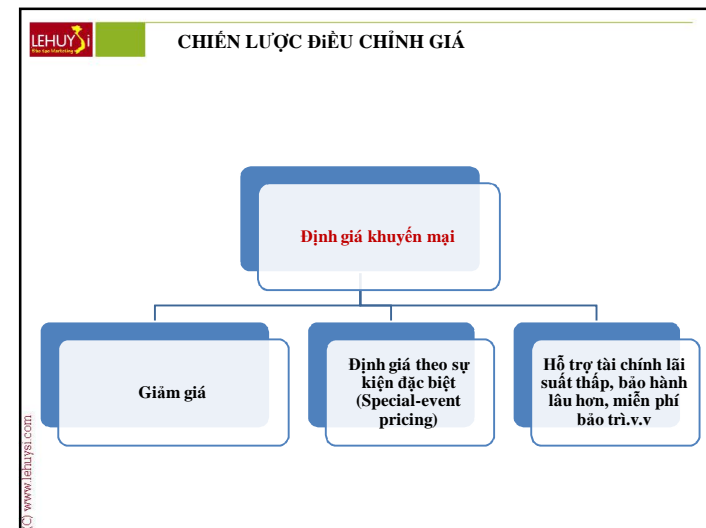 LEHUYSi
Đào tạo Marketing
CHIẾN LƯỢC ĐiỀU CHỈNH GIÁ
Định giá khuyến mại
Giảm giá
Định giá theo sự
kiện đặc biệt
(Special-event
pricing)
Hỗ trợ tài chính lãi
suất thấp, bảo hành
lâu hơn, miễn phí
bảo trì.v.v
(C) www.lehuysi.com